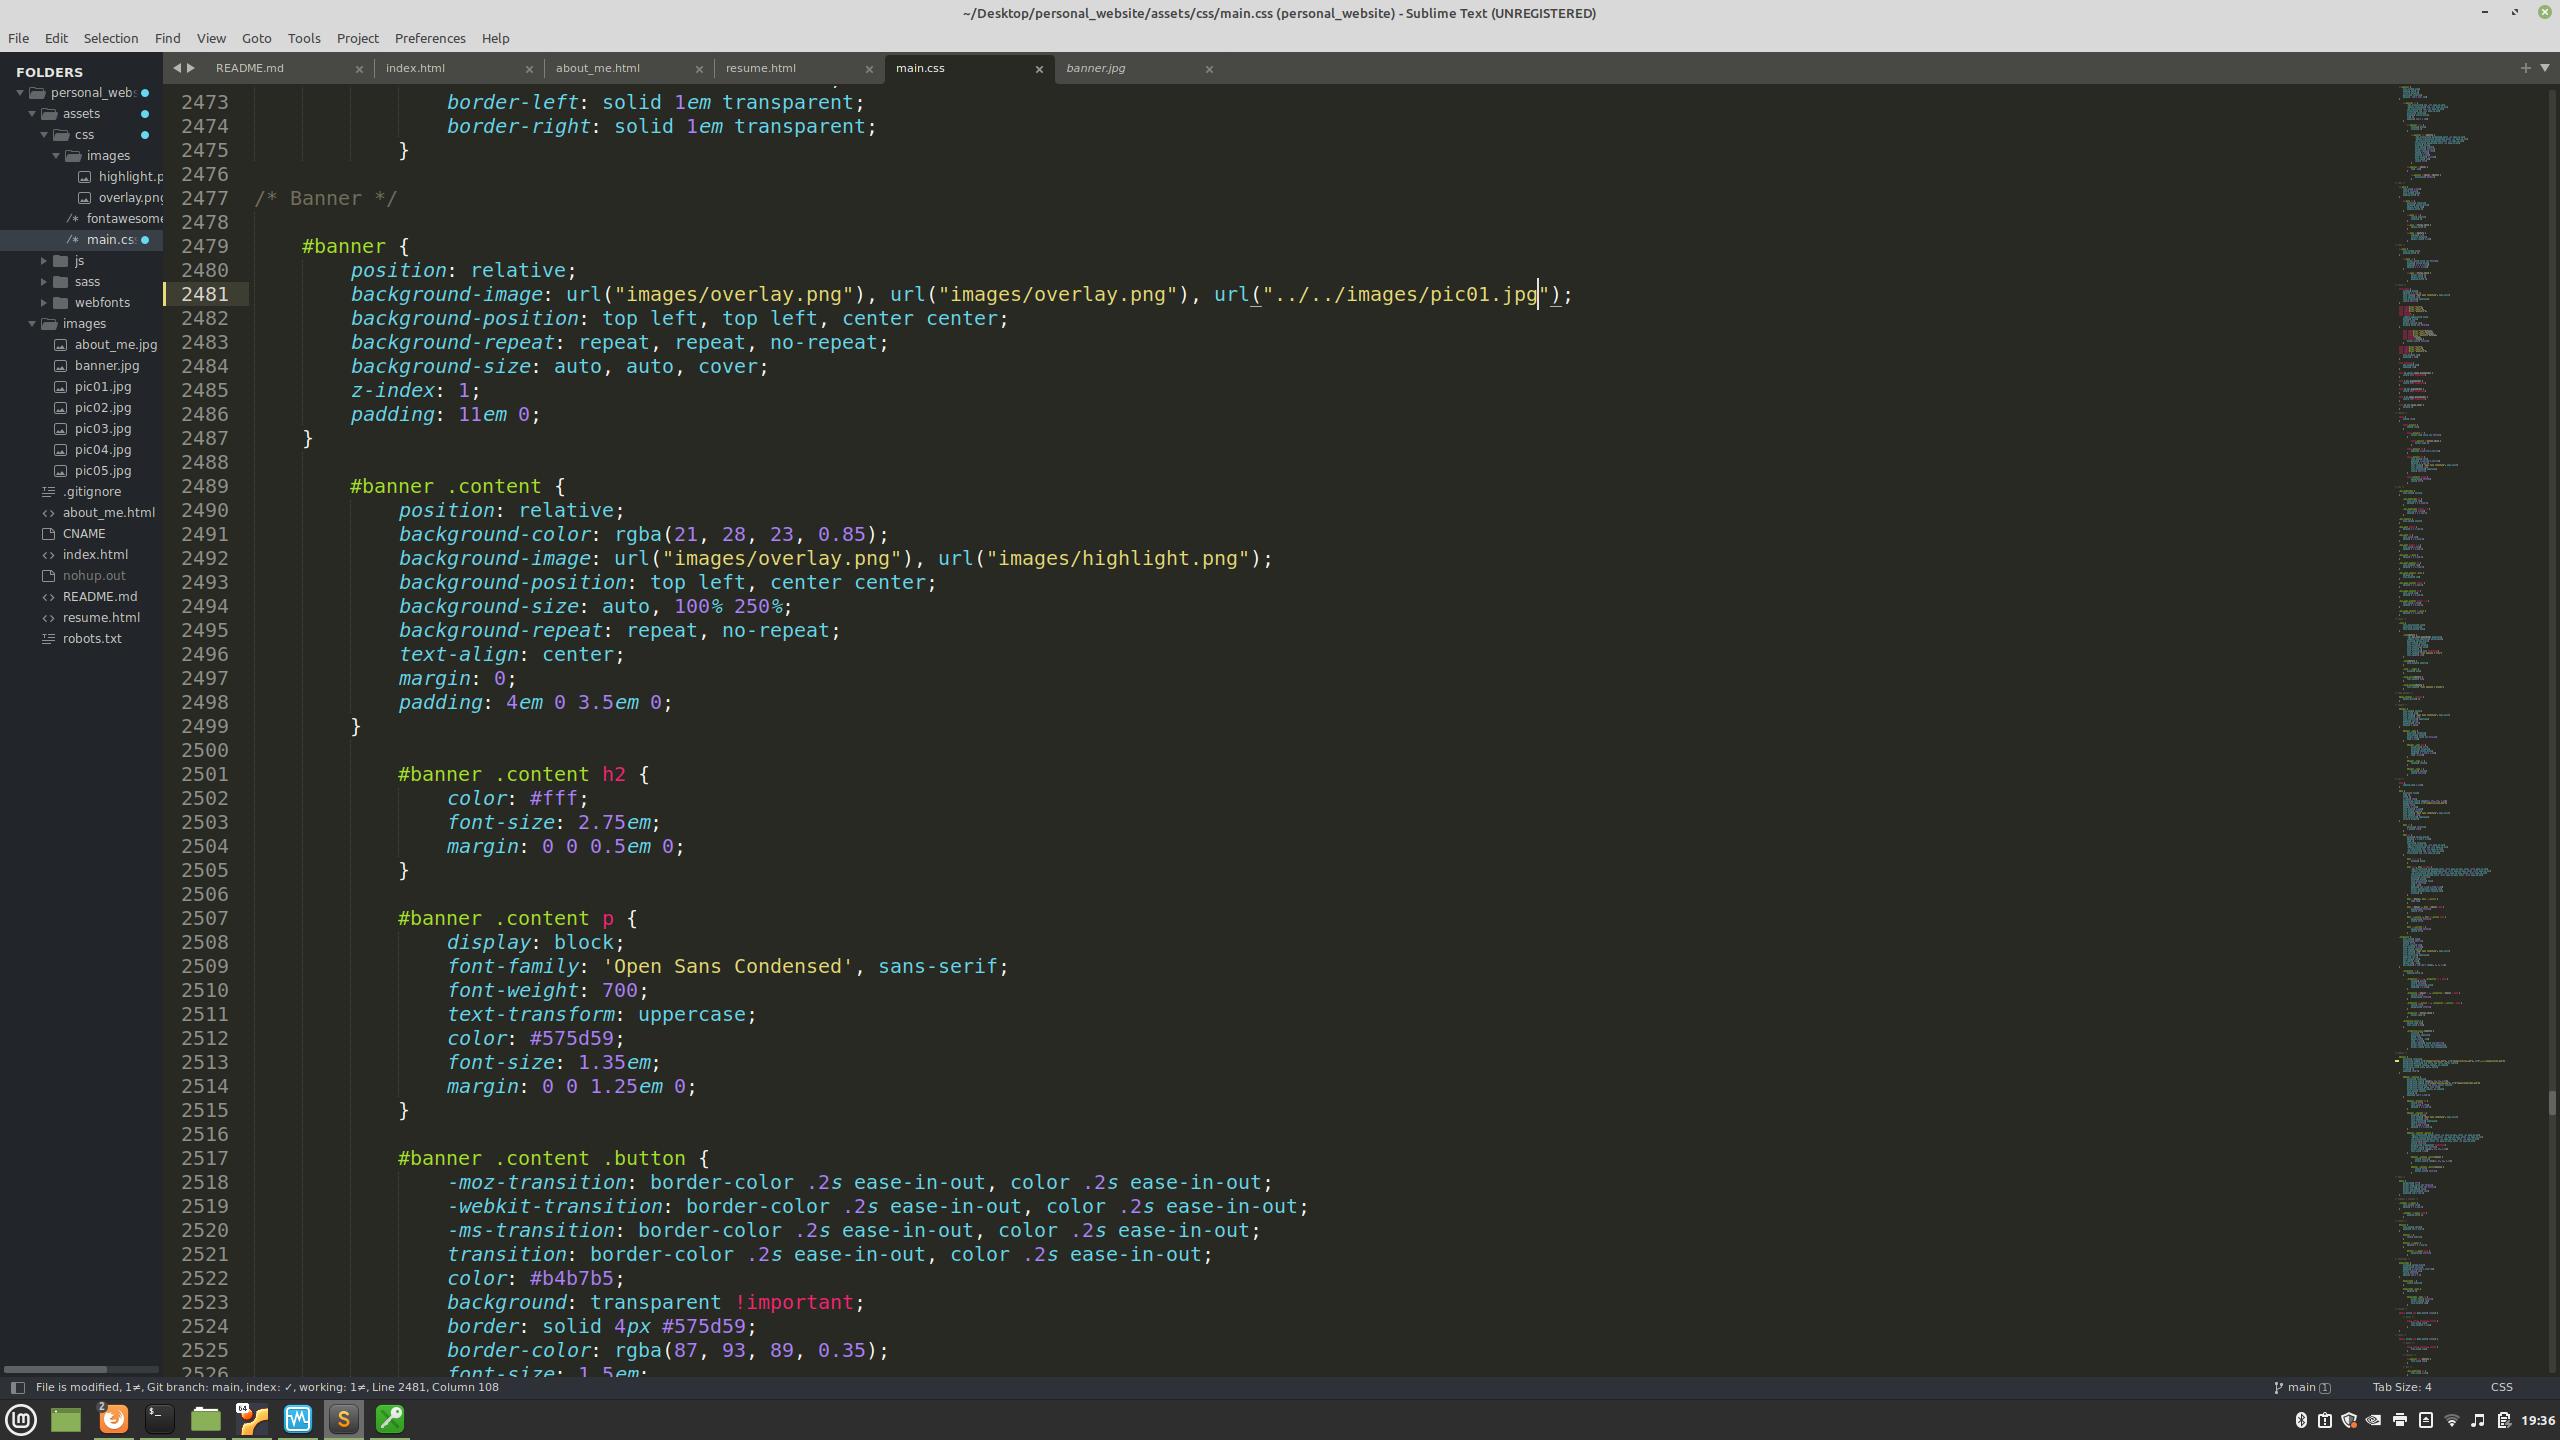 ~/Desktop/personal_website/assets/css/main.css (personal_website) - Sublime Text (UNREGISTERED)
File Edit Selection Find View Goto Tools Project Preferences Help
FOLDERS
personal_web
assets
css
images
highlight.p
overlay.png
/* fontawesome
/* main.css
js
sass
webfonts
images
about_me.jpg
banner.jpg
pic01.jpg
pic02.jpg
pic03.jpg
pic04.jpg
pic05.jpg
.gitignore
<> about_me.html
CNAME
<> index.html
nohup.out
<> README.md
<> resume.html
robots.txt
README.md index.html about_me.html resume.html main.css banner.jpg
2473 border-left: solid 1em transparent;
2474 border-right: solid 1em transparent;
2475 }
2476
2477 /* Banner */
2478
2479 #banner {
2480 position: relative;
2481 background-image: url("images/overlay.png"), url("images/overlay.png"), url("../../images/pic01.jpg");
2482 background-position: top left, top left, center center;
2483 background-repeat: repeat, repeat, no-repeat;
2484 background-size: auto, auto, cover;
2485 z-index: 1;
2486 padding: 11em 0;
2487 }
2488
2489 #banner .content {
2490 position: relative;
2491 background-color: rgba(21, 28, 23, 0.85);
2492 background-image: url("images/overlay.png"), url("images/highlight.png");
2493 background-position: top left, center center;
2494 background-size: auto, 100% 250%;
2495 background-repeat: repeat, no-repeat;
2496 text-align: center;
2497 margin: 0;
2498 padding: 4em 0 3.5em 0;
2499 }
2500
2501 #banner .content h2 {
2502 color: #fff;
2503 font-size: 2.75em;
2504 margin: 0 0 0.5em 0;
2505 }
2506
2507 #banner .content p {
2508 display: block;
2509 font-family: 'Open Sans Condensed', sans-serif;
2510 font-weight: 700;
2511 text-transform: uppercase;
2512 color: #575d59;
2513 font-size: 1.35em;
2514 margin: 0 0 1.25em 0;
2515 }
2516
2517 #banner .content .button {
2518 -moz-transition: border-color .2s ease-in-out, color .2s ease-in-out;
2519 -webkit-transition: border-color .2s ease-in-out, color .2s ease-in-out;
2520 -ms-transition: border-color .2s ease-in-out, color .2s ease-in-out;
2521 transition: border-color .2s ease-in-out, color .2s ease-in-out;
2522 color: #b4b7b5;
2523 background: transparent !important;
2524 border: solid 4px #575d59;
2525 border-color: rgba(87, 93, 89, 0.35);
2526 font-size: 1.5em;
File is modified, 1≠, Git branch: main, index: ✓, working: 1≠, Line 2481, Column 108
main 1 Tab Size: 4 CSS
2 64 S 19:36